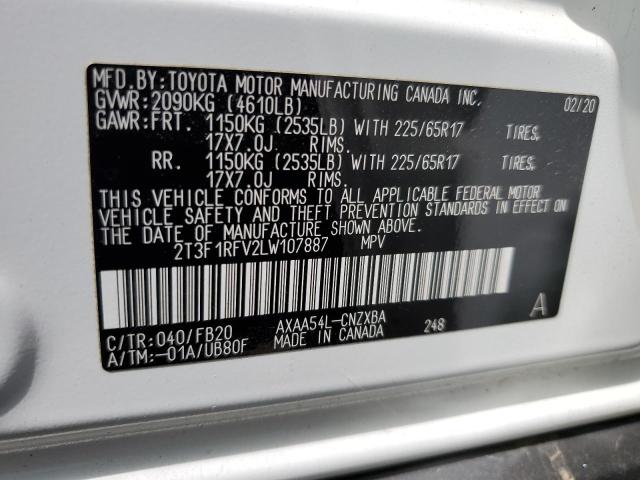 MFD.BY:TOYOTA MOTOR MANUFACTURING CANADA INC. 02/20
GVWR:2090KG (4610LB)
GAWR:FRT. 1150KG (2535LB) WITH 225/65R17 TIRES,
17X7.0J RIMS.
RR. 1150KG (2535LB) WITH 225/65R17 TIRES,
17X7.0J RIMS.
THIS VEHICLE CONFORMS TO ALL APPLICABLE FEDERAL MOTOR
VEHICLE SAFETY AND THEFT PREVENTION STANDARDS IN EFFECT ON
THE DATE OF MANUFACTURE SHOWN ABOVE.
2T3F1RFV2LW107887 MPV
C/TR:040/FB20 AXAA54L-CNZXBA 248 A
A/TM:-01A/UB80F MADE IN CANADA